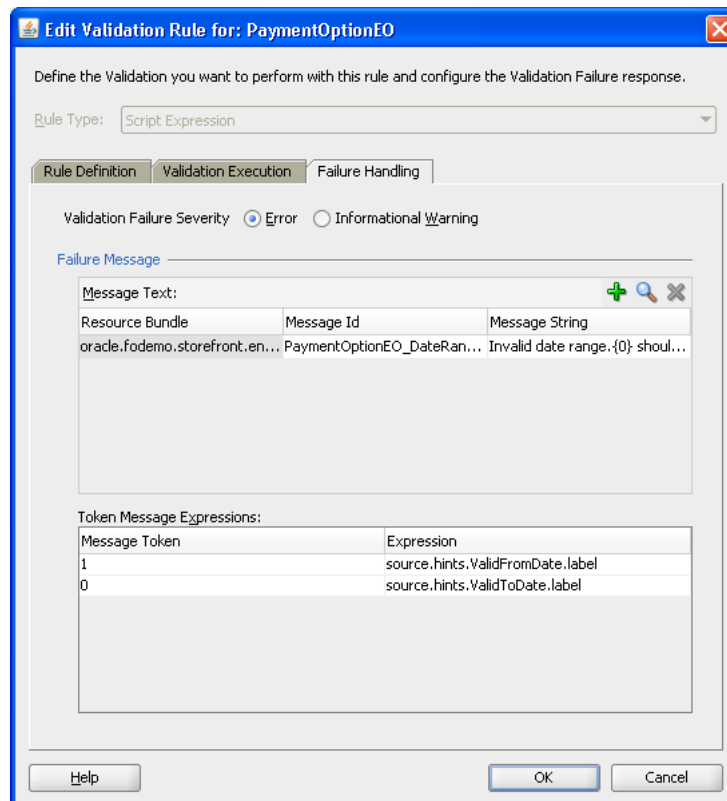 Edit Validation Rule for: PaymentOptionEO
Define the Validation you want to perform with this rule and configure the Validation Failure response.
Rule Type: Script Expression
Rule Definition Validation Execution Failure Handling
Validation Failure Severity Error Informational Warning
Failure Message
Message Text:
Resource Bundle Message Id Message String
oracle.fodemo.storefront.en... PaymentOptionEO_DateRan... Invalid date range.{0} shoul...
Token Message Expressions:
Message Token Expression
1 source.hints.ValidFromDate.label
0 source.hints.ValidToDate.label
Help OK Cancel